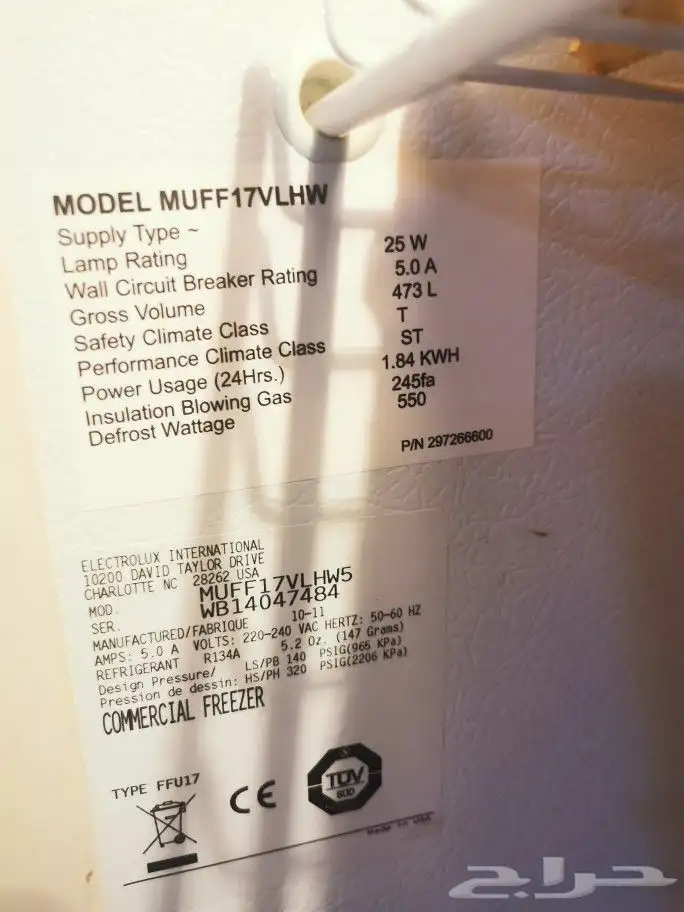 MODEL MUFF17VLHW
Supply Type ~
Lamp Rating 25 W
Wall Circuit Breaker Rating 5.0 A
Gross Volume 473 L
Safety Climate Class T
Performance Climate Class ST
Power Usage (24Hrs.) 1.84 KWH
Insulation Blowing Gas 245fa
Defrost Wattage 550
P/N 297266600
ELECTROLUX INTERNATIONAL
10200 DAVID TAYLOR DRIVE
CHARLOTTE NC 28262 USA
MOD. MUFF17VLHW5
SER. WB14047484
MANUFACTURED/FABRIQUE 10-11
AMPS: 5.0 A VOLTS: 220-240 VAC HERTZ: 50-60 HZ
REFRIGERANT R134A 5.2 Oz. (147 Grams)
Design Pressure/ LS/PB 140 PSIG(965 KPa)
Pression de dessin: HS/PH 320 PSIG(2206 KPa)
COMMERCIAL FREEZER
TYPE FFU17
CE
TÜV
SÜD
Made in USA
حراج